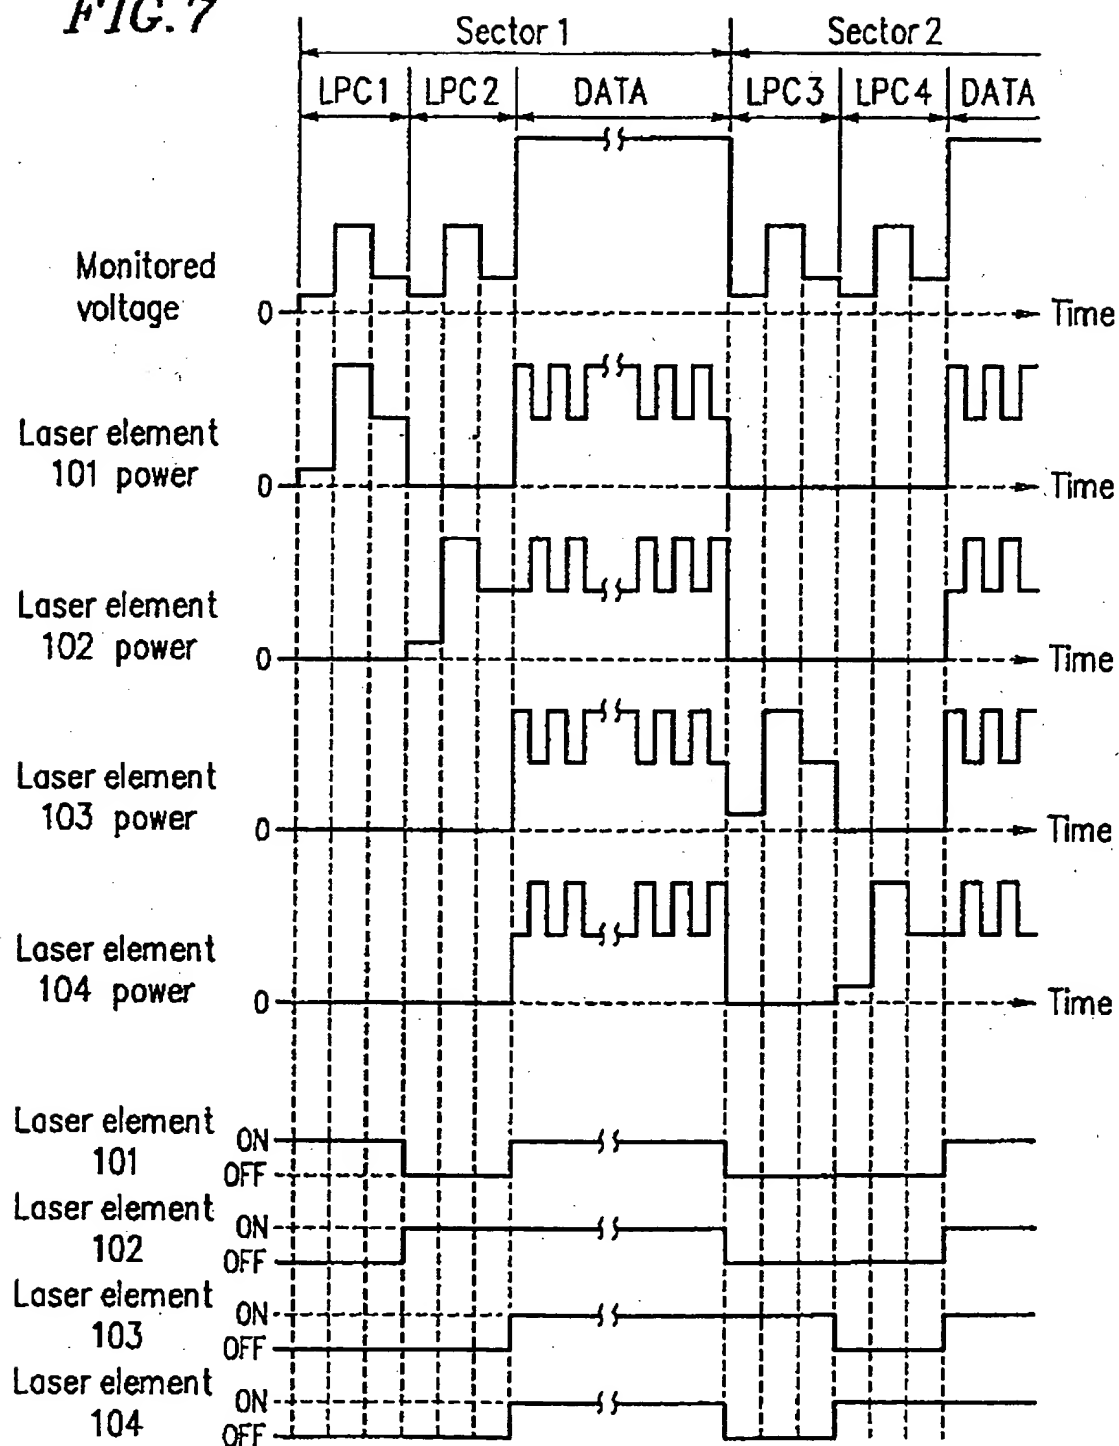 FIG. 7
Sector 1 Sector 2
LPC1 LPC2 DATA LPC3 LPC4 DATA
Monitored
voltage
0 Time
Laser element
101 power
0 Time
Laser element
102 power
0 Time
Laser element
103 power
0 Time
Laser element
104 power
0 Time
Laser element
101
ON
OFF
Laser element
102
ON
OFF
Laser element
103
ON
OFF
Laser element
104
ON
OFF